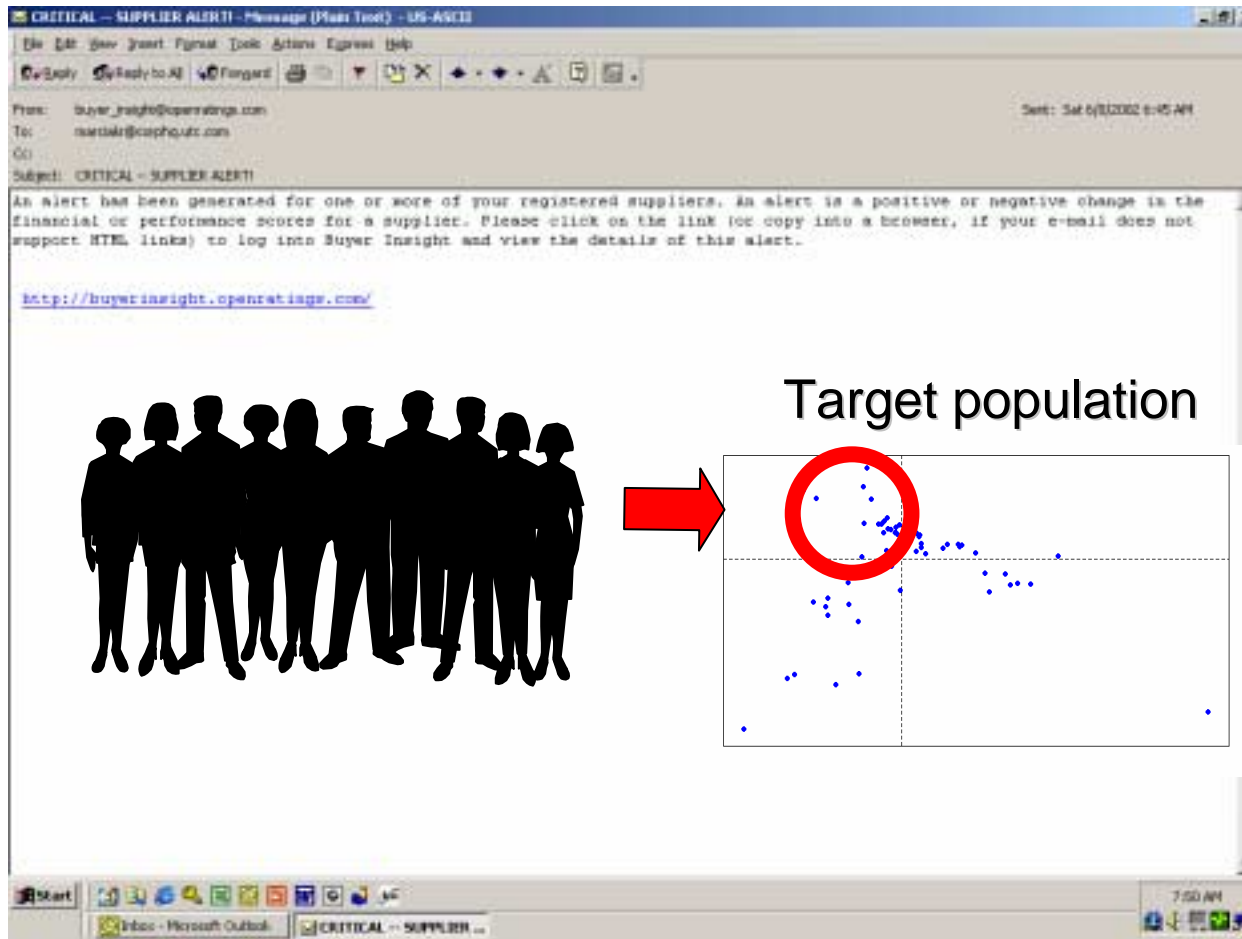 CRITICAL -- SUPPLIER ALERT! - Message (Plain Text) - US-ASCII
File Edit View Insert Format Tools Actions Express Help
Reply Reply to All Forward
From: buyer_insight@openratings.com
Sent: Sat 6/8/2002 6:45 AM
To:
Cc:
Subject: CRITICAL -- SUPPLIER ALERT!
An alert has been generated for one or more of your registered suppliers. An alert is a positive or negative change in the
financial or performance scores for a supplier. Please click on the link (or copy into a browser, if your e-mail does not
support HTML links) to log into Buyer Insight and view the details of this alert.
http://buyerinsight.openratings.com/
Target population
Start
7:50 AM
Inbox - Microsoft Outlook
CRITICAL -- SUPPLIER ...